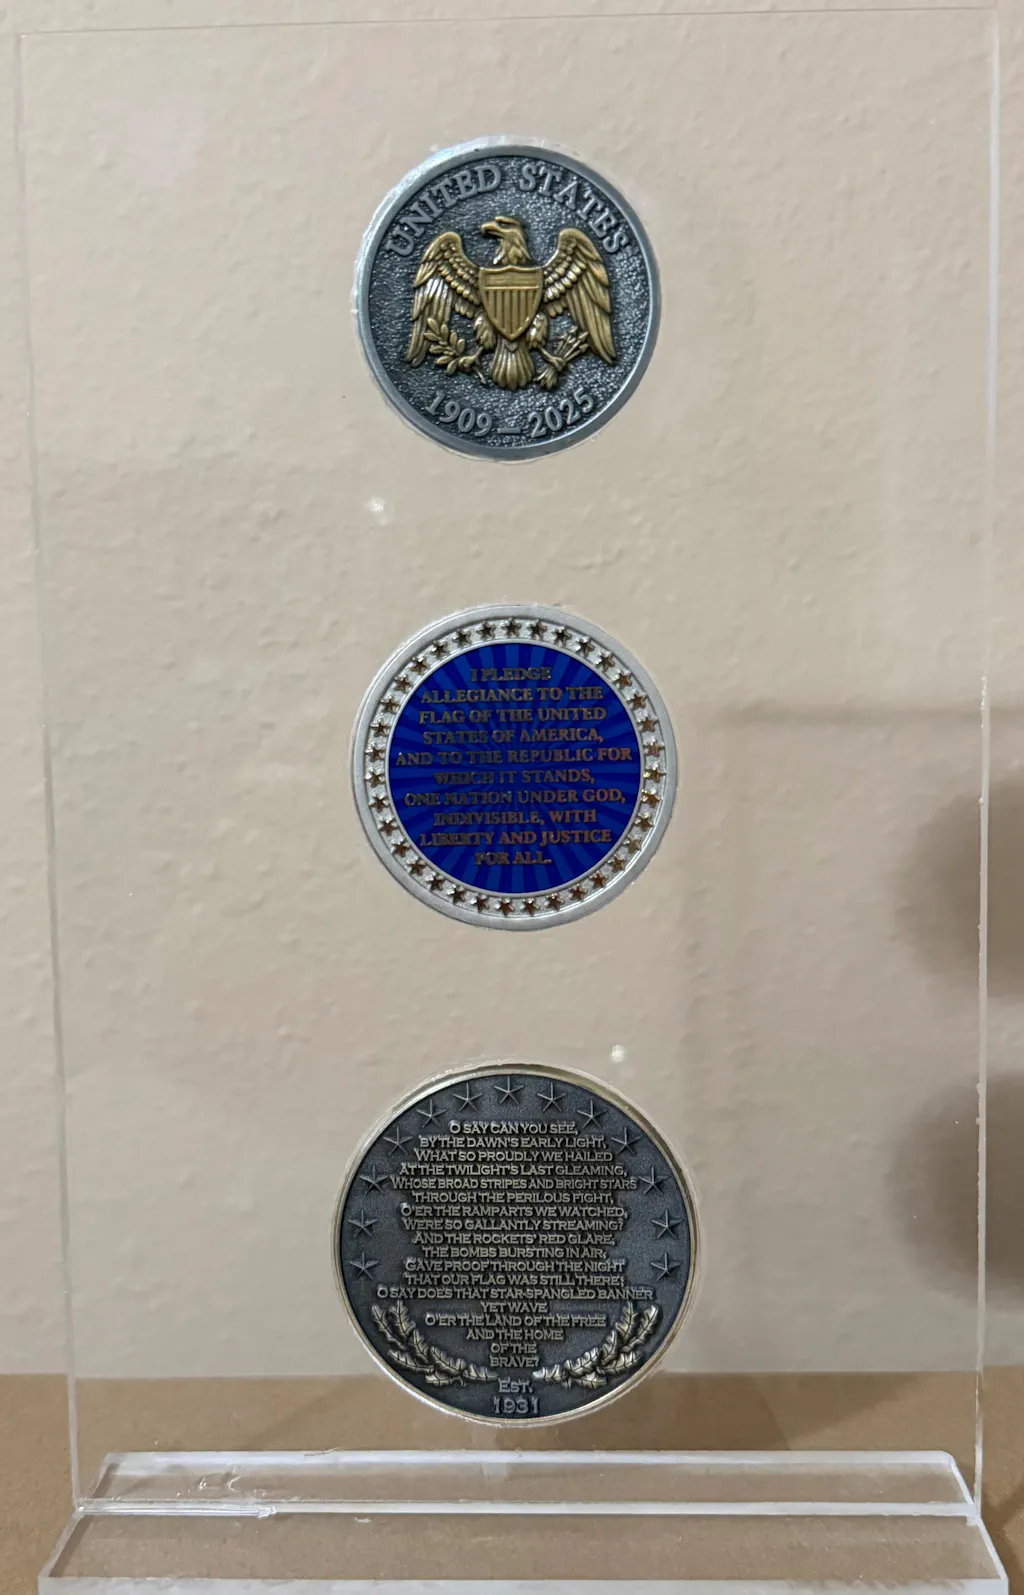 UNITED STATES
1909 – 2025
I PLEDGE
ALLEGIANCE TO THE
FLAG OF THE UNITED
STATES OF AMERICA,
AND TO THE REPUBLIC FOR
WHICH IT STANDS,
ONE NATION UNDER GOD,
INDIVISIBLE, WITH
LIBERTY AND JUSTICE
FOR ALL.
O SAY CAN YOU SEE,
BY THE DAWN'S EARLY LIGHT,
WHAT SO PROUDLY WE HAILED
AT THE TWILIGHT'S LAST GLEAMING,
WHOSE BROAD STRIPES AND BRIGHT STARS
THROUGH THE PERILOUS FIGHT,
O'ER THE RAMPARTS WE WATCHED,
WERE SO GALLANTLY STREAMING?
AND THE ROCKETS' RED GLARE,
THE BOMBS BURSTING IN AIR,
GAVE PROOF THROUGH THE NIGHT
THAT OUR FLAG WAS STILL THERE;
O SAY DOES THAT STAR-SPANGLED BANNER
YET WAVE
O'ER THE LAND OF THE FREE
AND THE HOME
OF THE
BRAVE?
EST.
1931